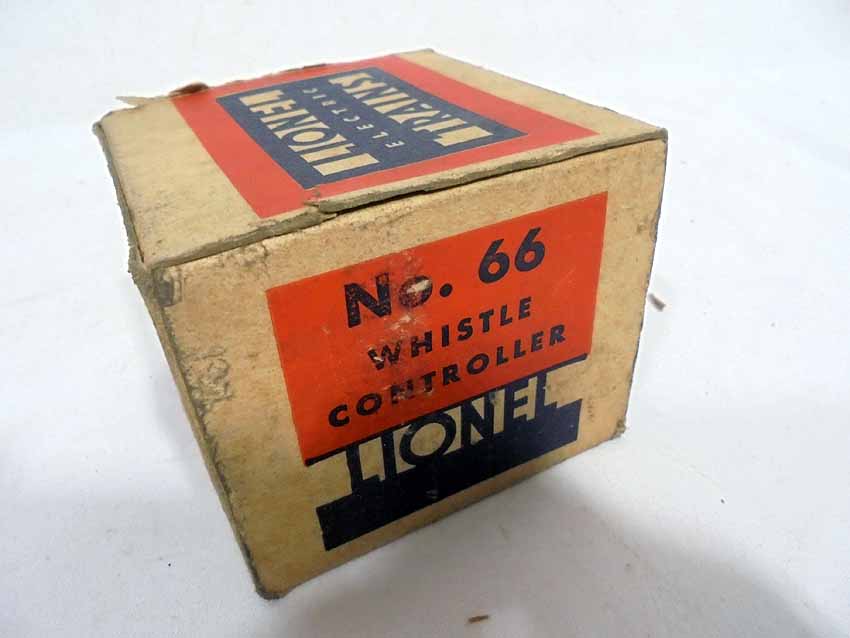 LIONEL
ELECTRIC
TRAINS
No. 66
WHISTLE
CONTROLLER
LIONEL